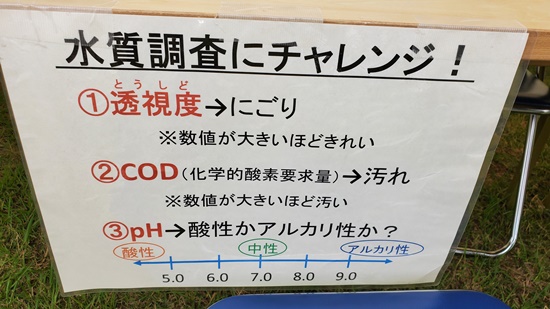 水質調査にチャレンジ！
とうしど
①透視度→にごり
※数値が大きいほどきれい
②COD(化学的酸素要求量)→汚れ
※数値が大きいほど汚い
③pH→酸性かアルカリ性か？
酸性 中性 アルカリ性
5.0 6.0 7.0 8.0 9.0